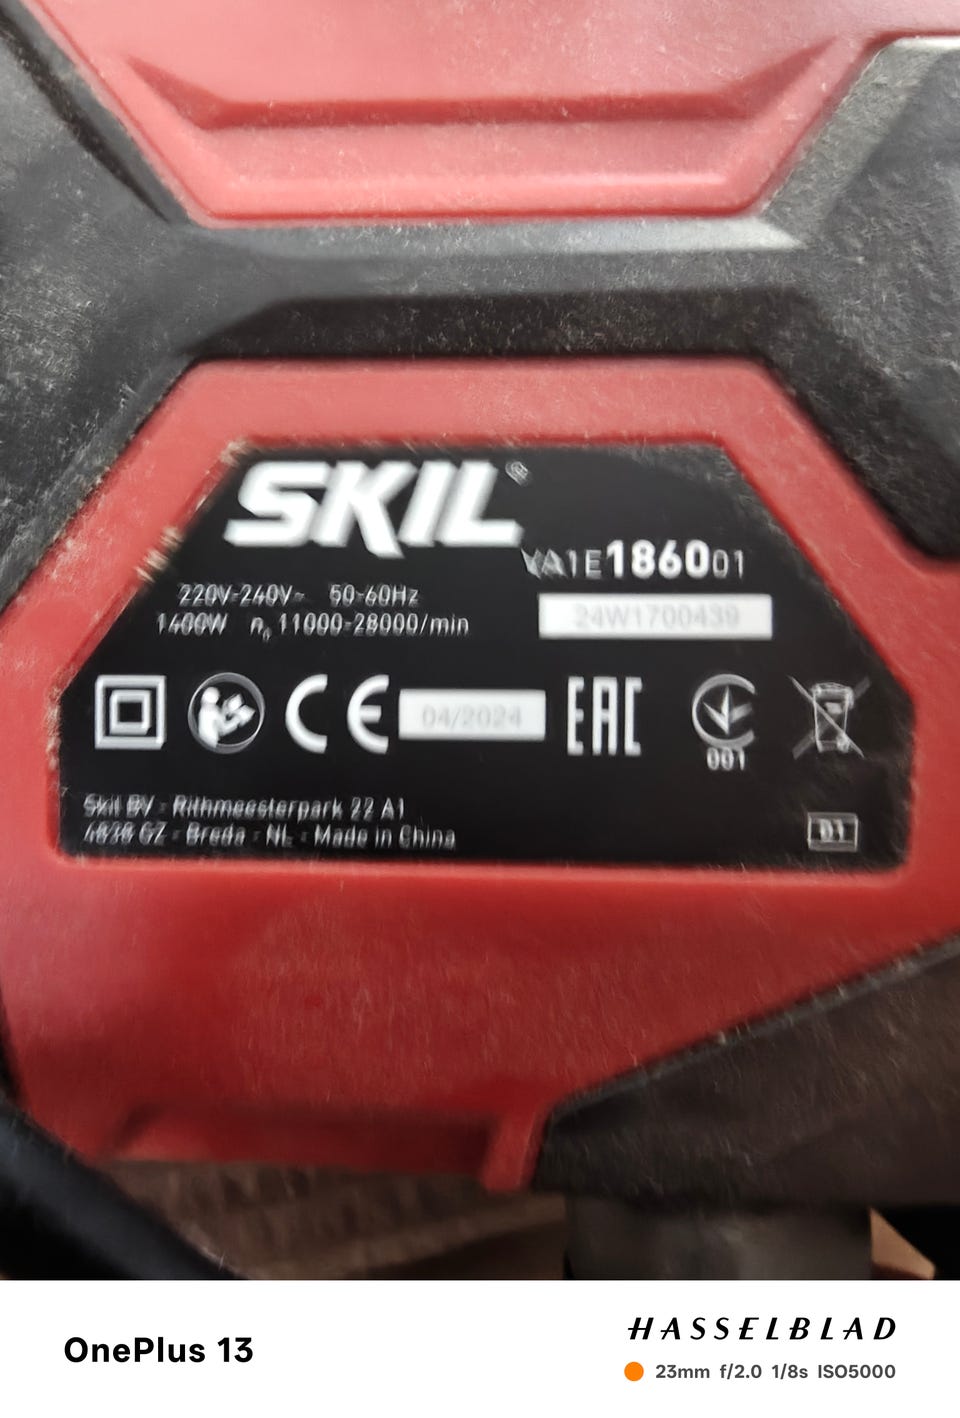 SKIL®
YA1E186001
220V-240V~ 50-60Hz
24W1700439
1400W n₀ 11000-28000/min
CE
04/2024
EAC
001
Skil BV - Rithmeesterpark 22 A1
4838 GZ - Breda - NL - Made in China
D1
OnePlus 13
HASSELBLAD
23mm f/2.0 1/8s ISO5000